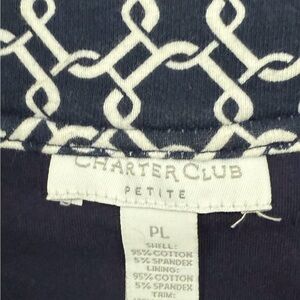 CHARTER CLUB
PETITE
PL
SHELL:
95% COTTON
5% SPANDEX
LINING:
95% COTTON
5% SPANDEX
TRIM: